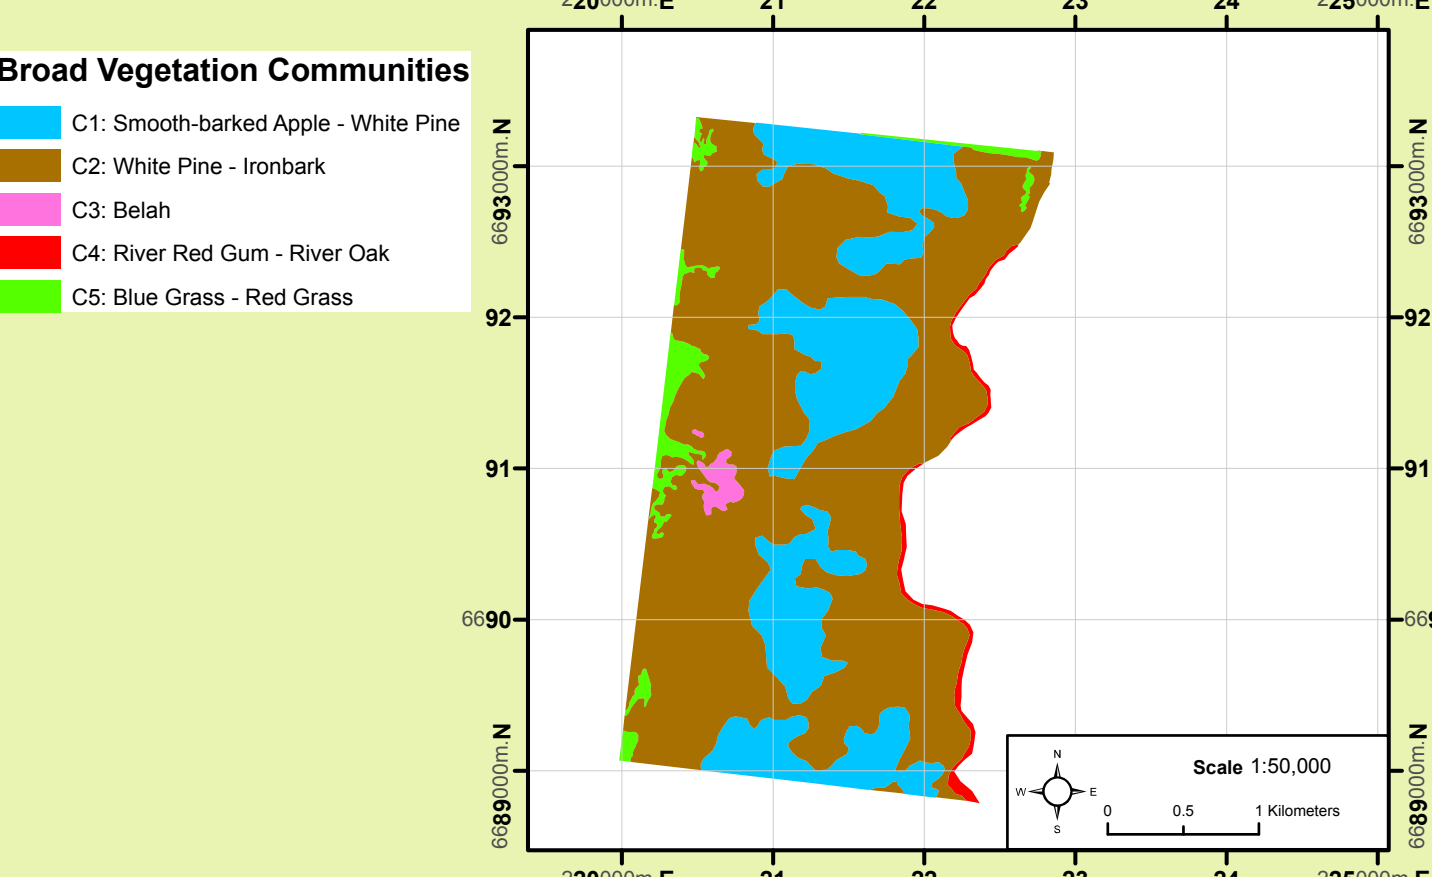 21
22
23
24
Broad Vegetation Communities
C1: Smooth-barked Apple - White Pine
C2: White Pine - Ironbark
C3: Belah
C4: River Red Gum - River Oak
C5: Blue Grass - Red Grass
6693000m.N
6693000m.N
92
92
91
91
6690
6689000m.N
6689000m.N
N
W
E
S
Scale 1:50,000
0
0.5
1 Kilometers
21
22
23
24